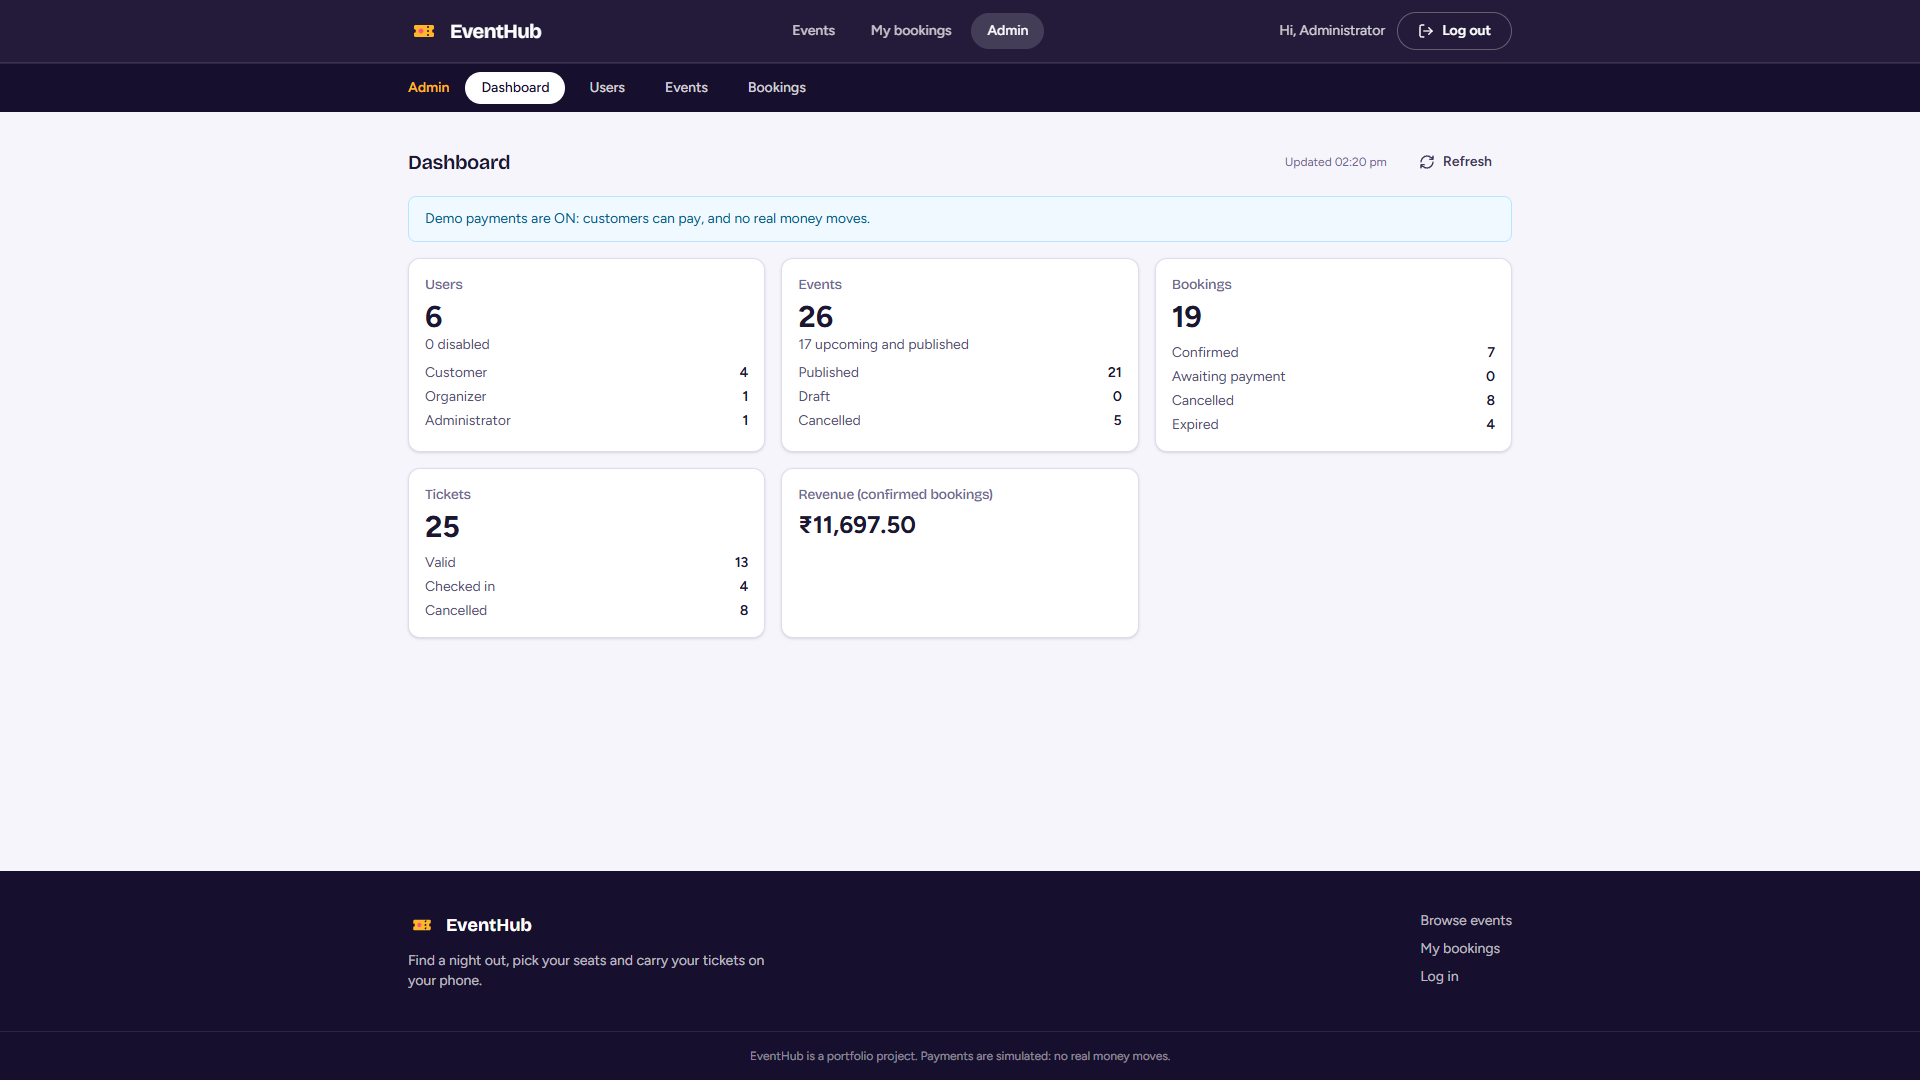 EventHub
Events
My bookings
Admin
Hi, Administrator
Log out
Admin
Dashboard
Users
Events
Bookings
Dashboard
Updated 02:20 pm
Refresh
Demo payments are ON: customers can pay, and no real money moves.
Users
6
0 disabled
Customer 4
Organizer 1
Administrator 1
Events
26
17 upcoming and published
Published 21
Draft 0
Cancelled 5
Bookings
19
Confirmed 7
Awaiting payment 0
Cancelled 8
Expired 4
Tickets
25
Valid 13
Checked in 4
Cancelled 8
Revenue (confirmed bookings)
₹11,697.50
EventHub
Find a night out, pick your seats and carry your tickets on
your phone.
Browse events
My bookings
Log in
EventHub is a portfolio project. Payments are simulated: no real money moves.